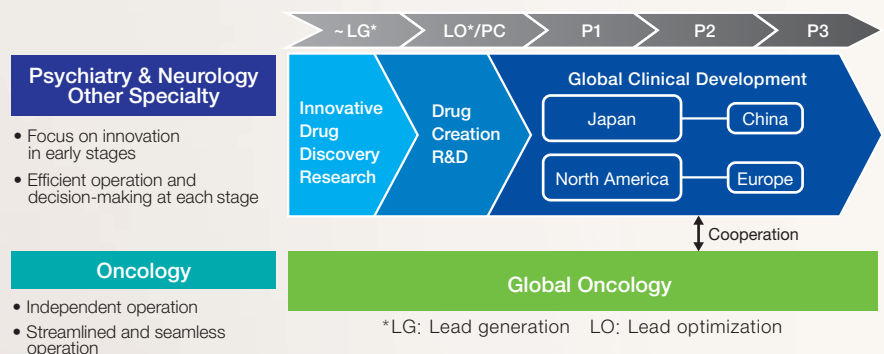 ~ LG*
LO*/PC
P1
P2
P3
Psychiatry & Neurology
Other Specialty
• Focus on innovation
in early stages
• Efficient operation and
decision-making at each stage
Innovative
Drug
Discovery
Research
Drug
Creation
R&D
Global Clinical Development
Japan
China
North America
Europe
Cooperation
Oncology
• Independent operation
• Streamlined and seamless
operation
Global Oncology
*LG: Lead generation LO: Lead optimization